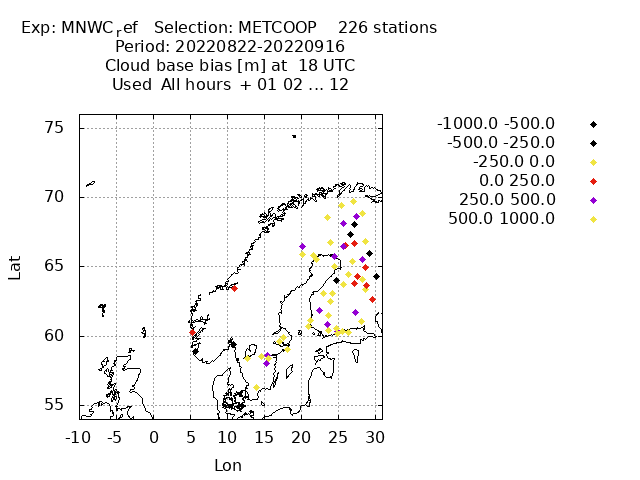 Exp: MNWCref   Selection: METCOOP    226 stations
Period: 20220822-20220916
Cloud base bias [m] at  18 UTC
Used  All hours  + 01 02 ... 12
-1000.0 -500.0
-500.0 -250.0
-250.0 0.0
0.0 250.0
250.0 500.0
500.0 1000.0
75
70
65
60
55
Lat
-10 -5 0 5 10 15 20 25 30
Lon